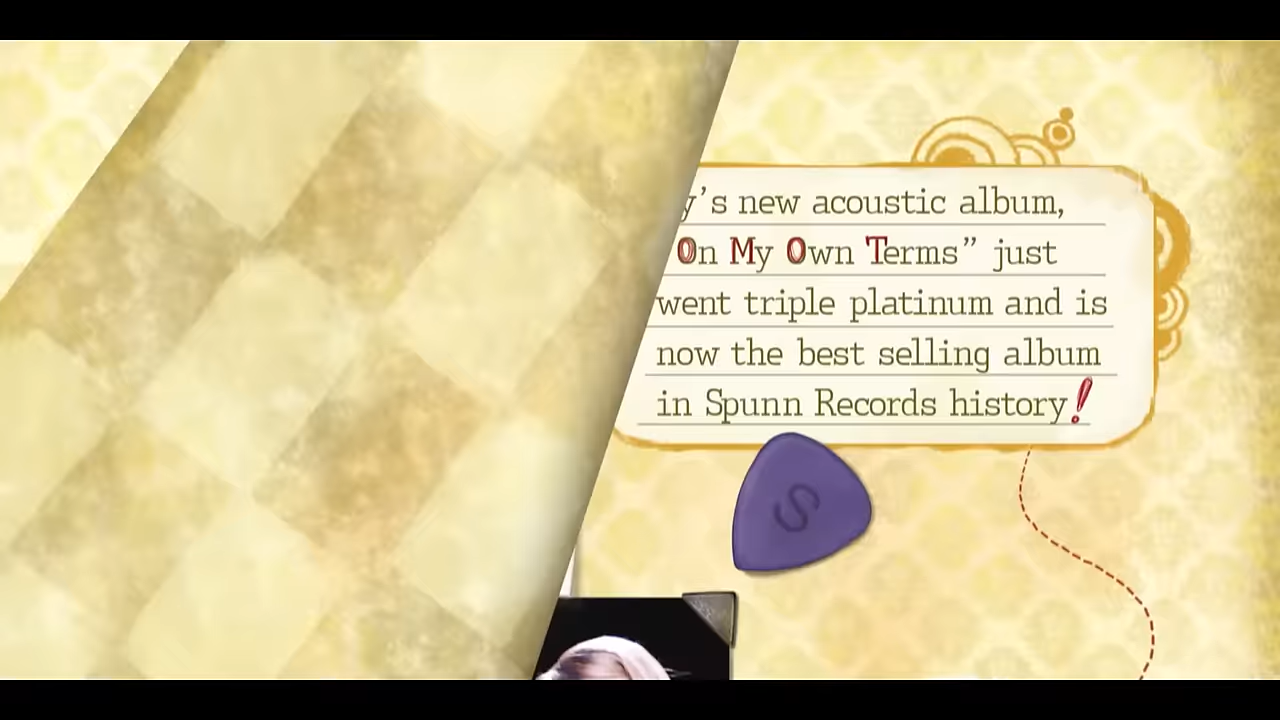 y's new acoustic album,
On My Own Terms" just
went triple platinum and is
now the best selling album
in Spunn Records history!
S